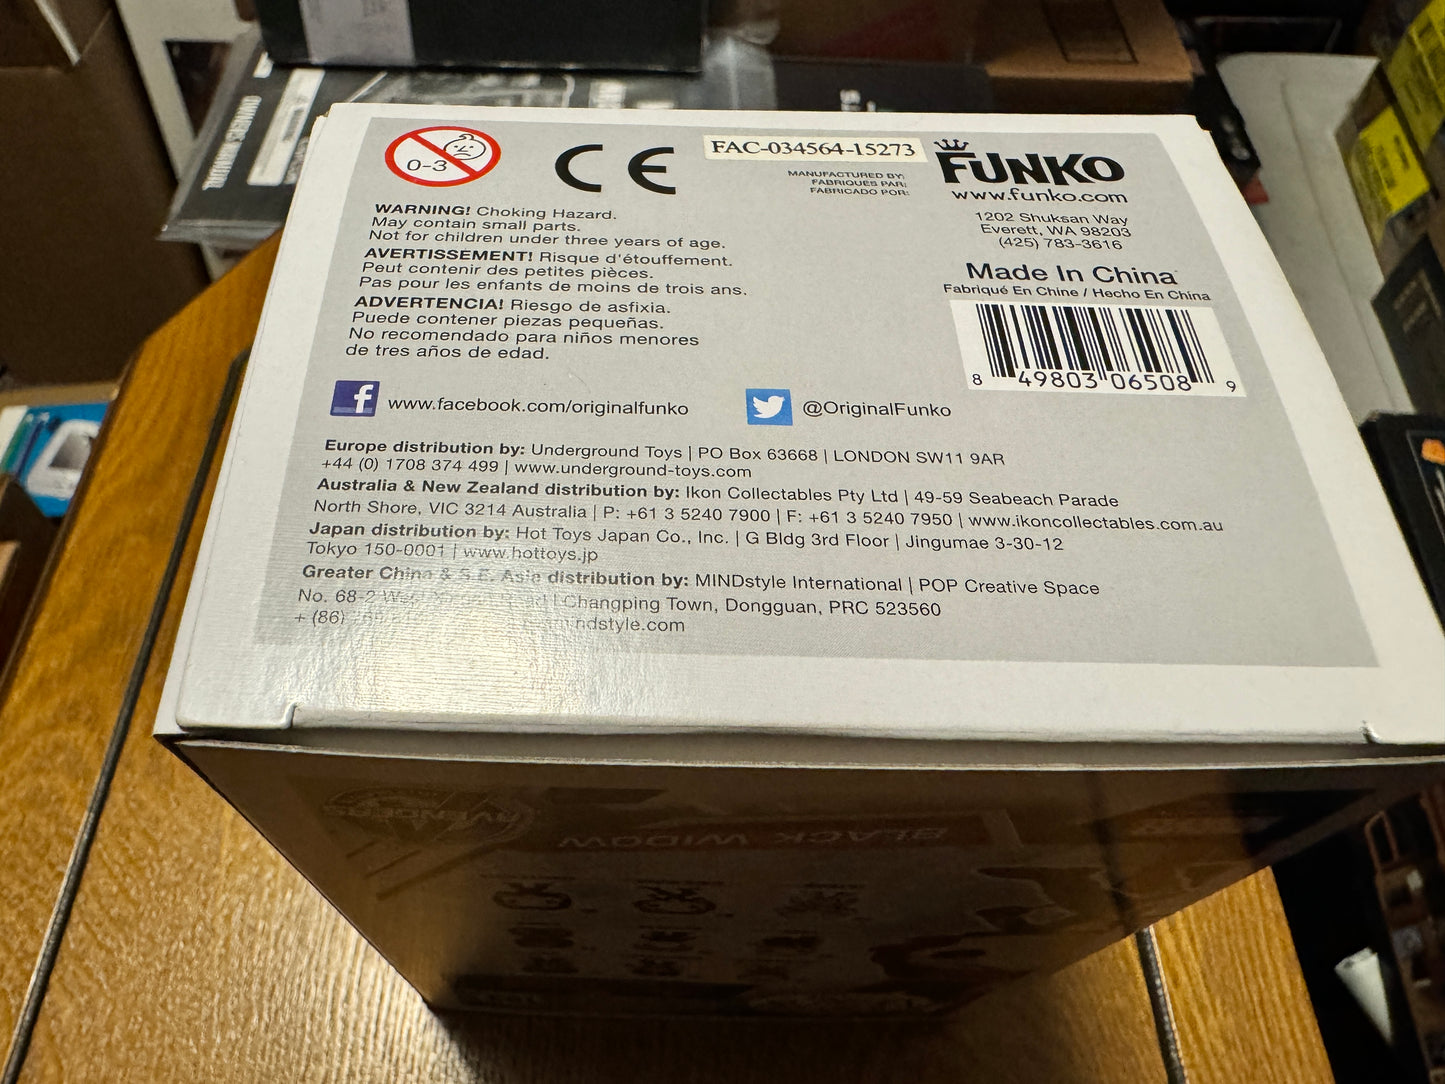 OWNERS MANUAL
0-3
CE
FAC-034564-15273
MANUFACTURED BY:
FABRIQUÉS PAR:
FABRICADO POR:
FUNKO
www.funko.com
1202 Shuksan Way
Everett, WA 98203
(425) 783-3616
Made In China
Fabriqué En Chine / Hecho En China
8 49803 06508 9
WARNING! Choking Hazard.
May contain small parts.
Not for children under three years of age.
AVERTISSEMENT! Risque d'étouffement.
Peut contenir des petites pièces.
Pas pour les enfants de moins de trois ans.
ADVERTENCIA! Riesgo de asfixia.
Puede contener piezas pequeñas.
No recomendado para niños menores
de tres años de edad.
www.facebook.com/originalfunko
@OriginalFunko
Europe distribution by: Underground Toys | PO Box 63668 | LONDON SW11 9AR
+44 (0) 1708 374 499 | www.underground-toys.com
Australia & New Zealand distribution by: Ikon Collectables Pty Ltd | 49-59 Seabeach Parade
North Shore, VIC 3214 Australia | P: +61 3 5240 7900 | F: +61 3 5240 7950 | www.ikoncollectables.com.au
Japan distribution by: Hot Toys Japan Co., Inc. | G Bldg 3rd Floor | Jingumae 3-30-12
Tokyo 150-0001 | www.hottoys.jp
Greater China & S.E. Asia distribution by: MINDstyle International | POP Creative Space
No. 68-2 | Changping Town, Dongguan, PRC 523560
+ (86)
AVENGERS
BLACK WIDOW